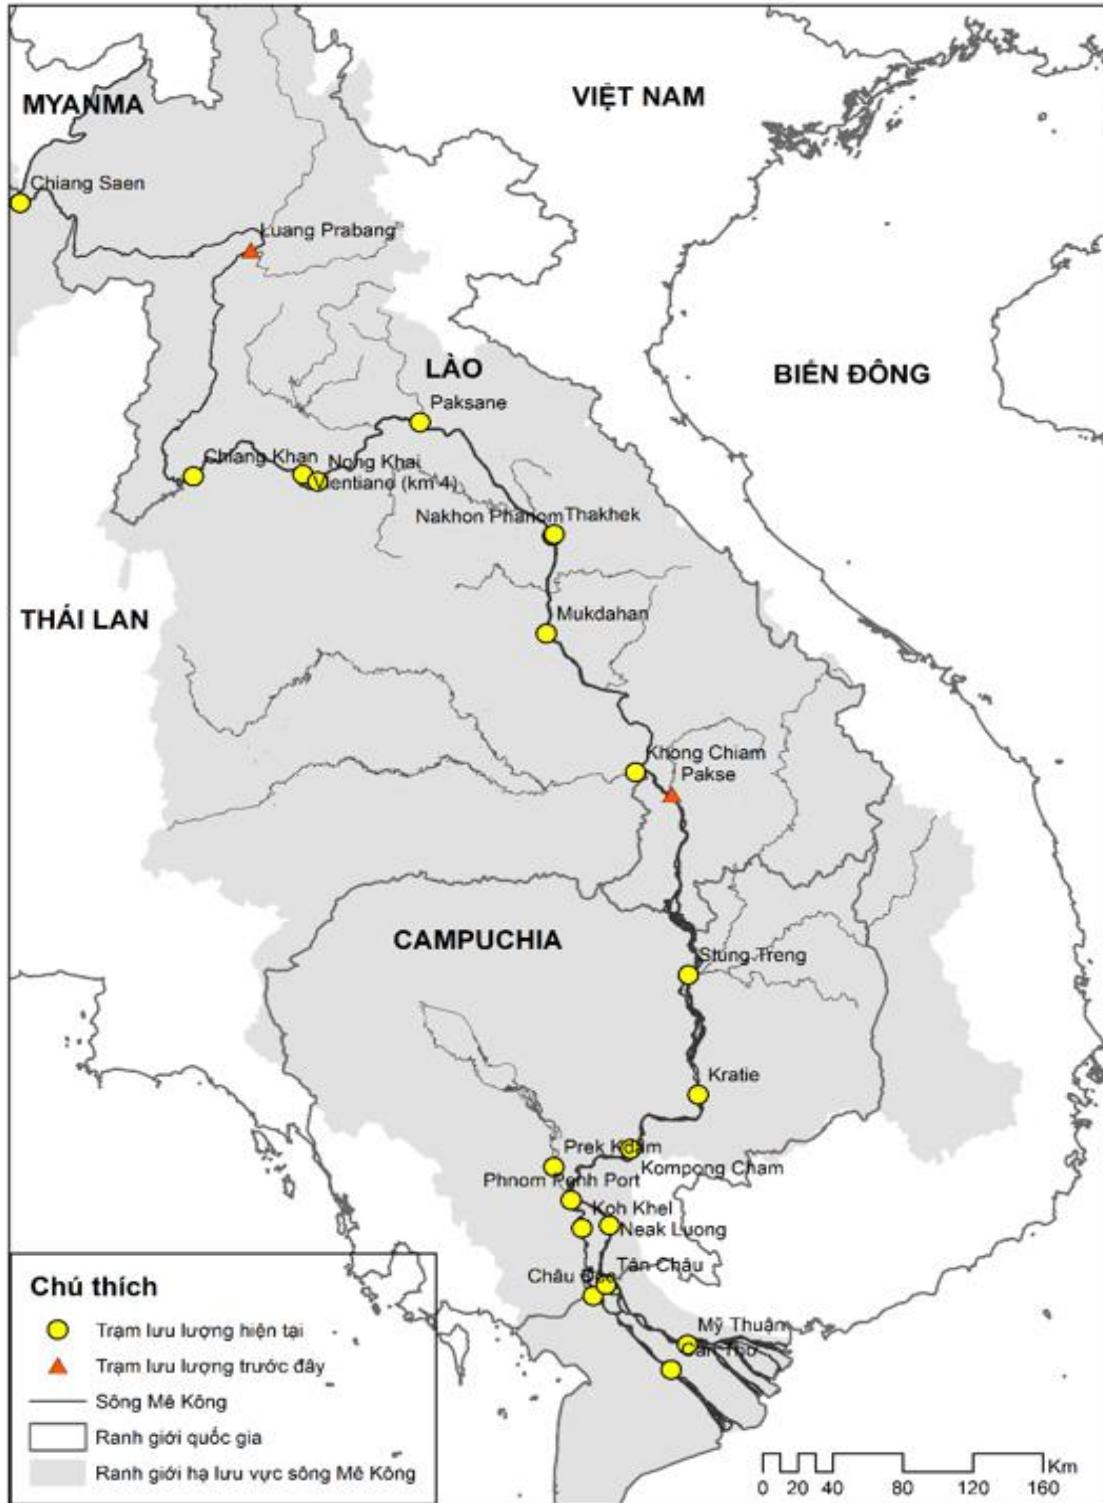 VIỆT NAM
MYANMA
Chiang Saen
Luang Prabang
LÀO
BIỂN ĐÔNG
Paksane
Chiang Khan
Nong Khai
Vientiane (km 4)
Nakhon Phanom
Thakhek
THÁI LAN
Mukdahan
Khong Chiam
Pakse
CAMPUCHIA
Stung Treng
Kratie
Prek Kdam
Kompong Cham
Phnom Penh Port
Koh Khel
Neak Luong
Tân Châu
Châu Đốc
Mỹ Thuận
Cần Thơ
Chú thích
Trạm lưu lượng hiện tại
Trạm lưu lượng trước đây
Sông Mê Kông
Ranh giới quốc gia
Ranh giới hạ lưu vực sông Mê Kông
Km
0 20 40 80 120 160